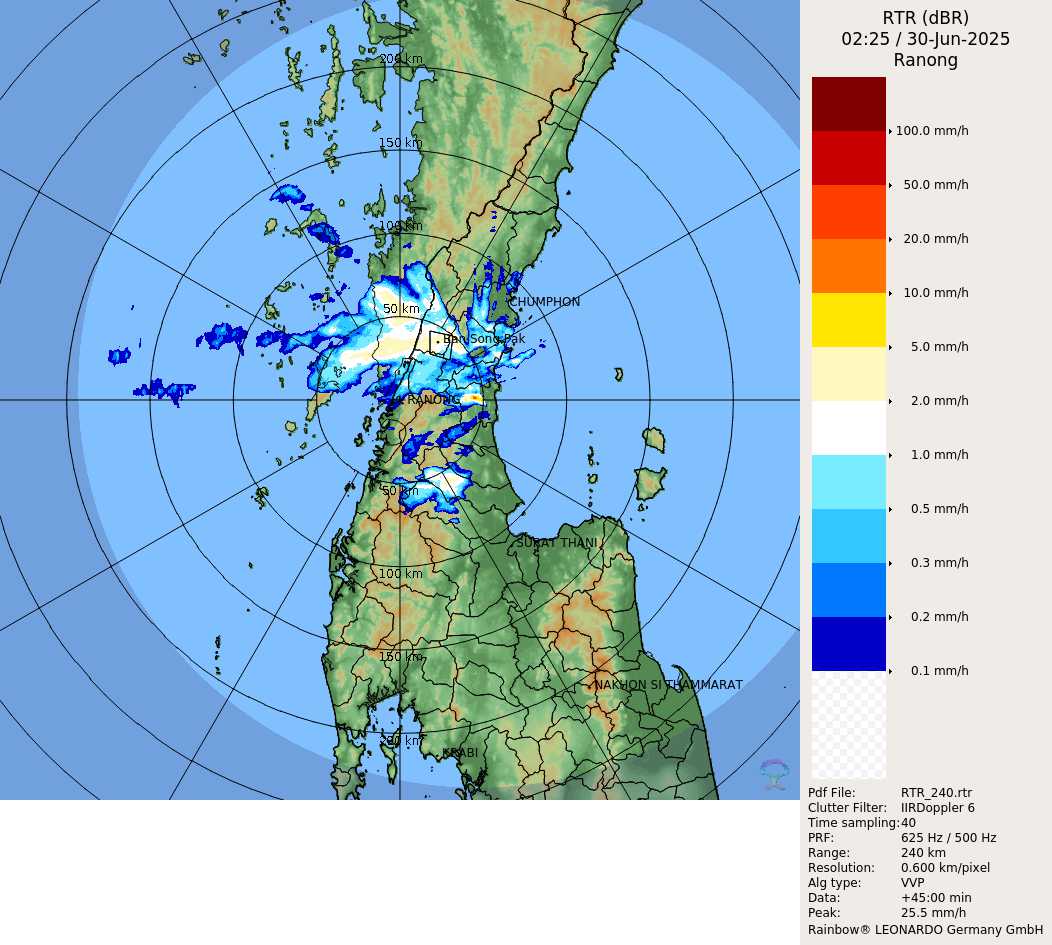 RTR (dBR)
02:25 / 30-Jun-2025
Ranong
200 km
150 km
100 km
50 km
CHUMPHON
Ban Song Pak
RANONG
50 km
SURAT THANI
100 km
150 km
NAKHON SI THAMMARAT
200 km
KRABI
100.0 mm/h
50.0 mm/h
20.0 mm/h
10.0 mm/h
5.0 mm/h
2.0 mm/h
1.0 mm/h
0.5 mm/h
0.3 mm/h
0.2 mm/h
0.1 mm/h
Pdf File: RTR_240.rtr
Clutter Filter: IIRDoppler 6
Time sampling: 40
PRF: 625 Hz / 500 Hz
Range: 240 km
Resolution: 0.600 km/pixel
Alg type: VVP
Data: +45:00 min
Peak: 25.5 mm/h
Rainbow® LEONARDO Germany GmbH